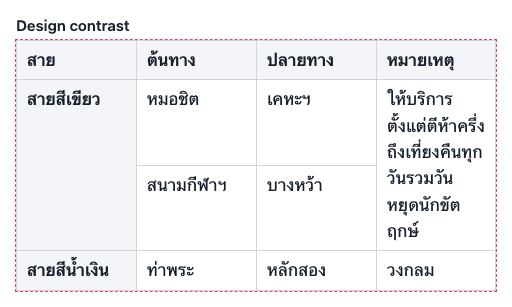 Design contrast
สาย ต้นทาง ปลายทาง หมายเหตุ
สายสีเขียว หมอชิต เคหะฯ ให้บริการ
ตั้งแต่ตีห้าครึ่ง
ถึงเที่ยงคืนทุก
สนามกีฬาฯ บางหว้า วันรวมวัน
หยุดนักขัต
ฤกษ์
สายสีน้ำเงิน ท่าพระ หลักสอง วงกลม